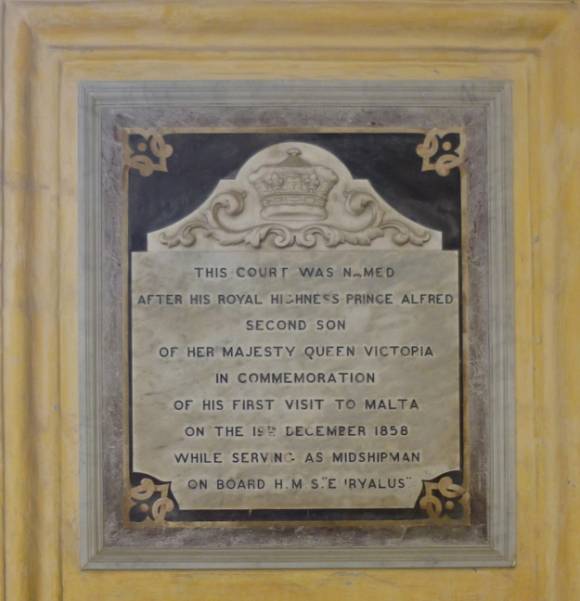 THIS COURT WAS NAMED
AFTER HIS ROYAL HIGHNESS PRINCE ALFRED
SECOND SON
OF HER MAJESTY QUEEN VICTORIA
IN COMMEMORATION
OF HIS FIRST VISIT TO MALTA
ON THE 19TH DECEMBER 1858
WHILE SERVING AS MIDSHIPMAN
ON BOARD H.M S."EURYALUS"